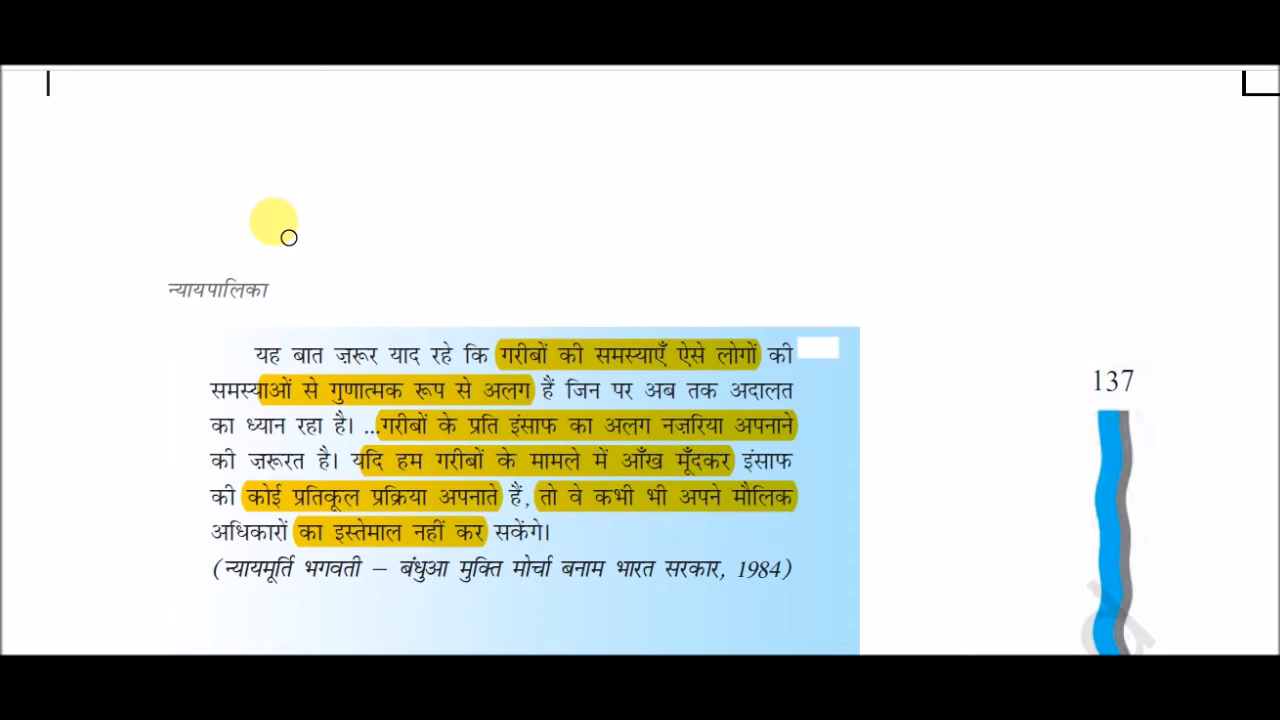 न्यायपालिका
यह बात ज़रूर याद रहे कि गरीबों की समस्याएँ ऐसे लोगों की
समस्याओं से गुणात्मक रूप से अलग हैं जिन पर अब तक अदालत
का ध्यान रहा है। ...गरीबों के प्रति इंसाफ का अलग नज़रिया अपनाने
की ज़रूरत है। यदि हम गरीबों के मामले में आँख मूँदकर इंसाफ
की कोई प्रतिकूल प्रक्रिया अपनाते हैं, तो वे कभी भी अपने मौलिक
अधिकारों का इस्तेमाल नहीं कर सकेंगे।
(न्यायमूर्ति भगवती – बंधुआ मुक्ति मोर्चा बनाम भारत सरकार, 1984)
137